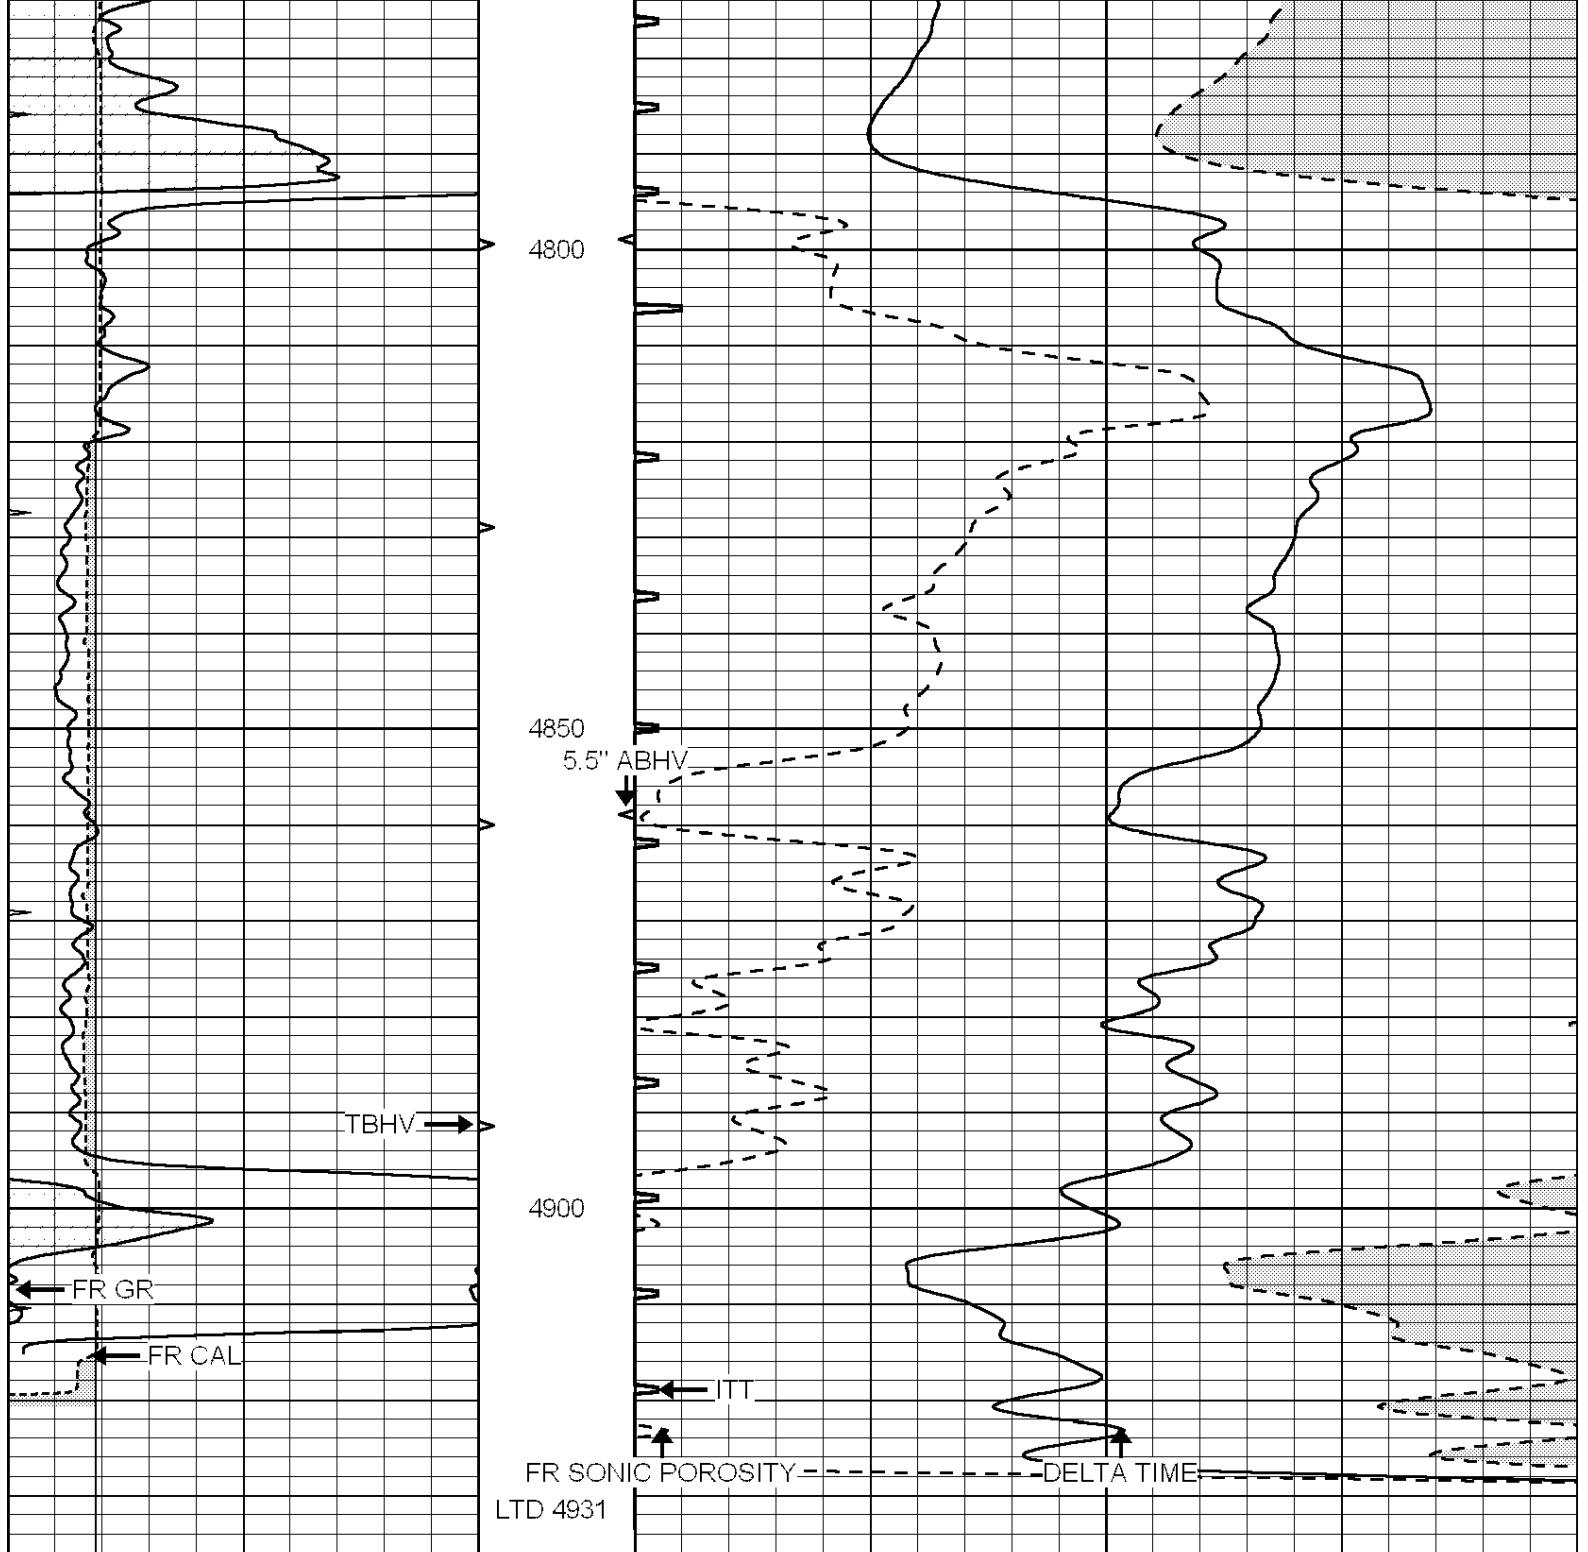 4800
4850
5.5" ABHV
TBHV
4900
FR GR
FR CAL
ITT
FR SONIC POROSITY
DELTA TIME
LTD 4931